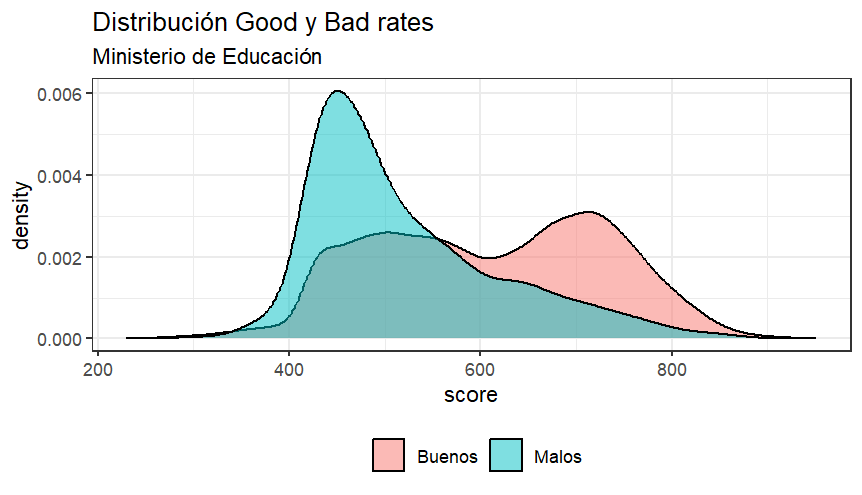 Distribución Good y Bad rates
Ministerio de Educación
0.006
0.004
0.002
0.000
density
200 400 600 800
score
Buenos Malos